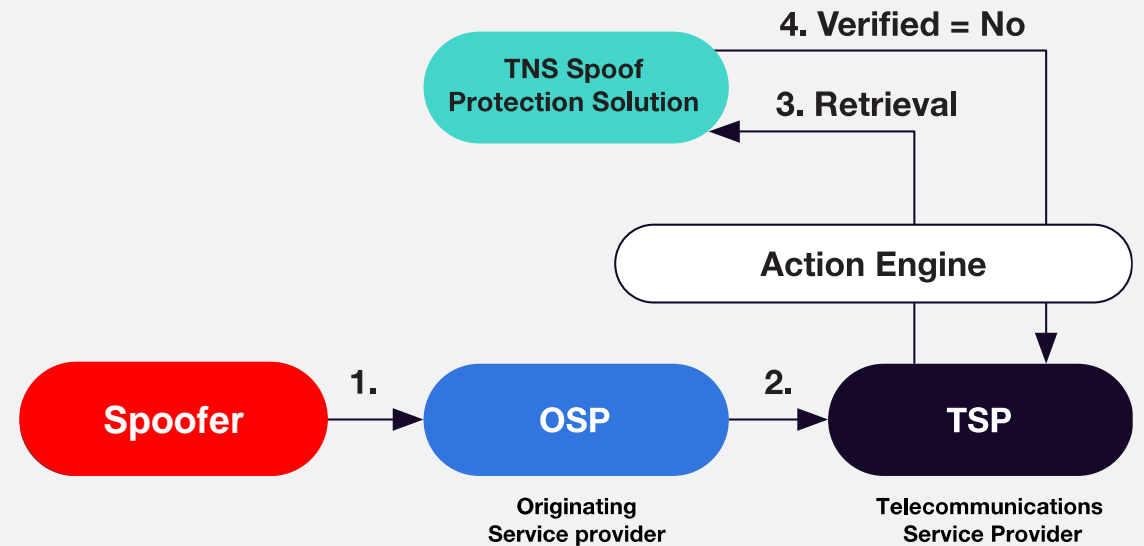 4. Verified = No
TNS Spoof
Protection Solution
3. Retrieval
Action Engine
1.
2.
Spoofer
OSP
TSP
Originating
Service provider
Telecommunications
Service Provider